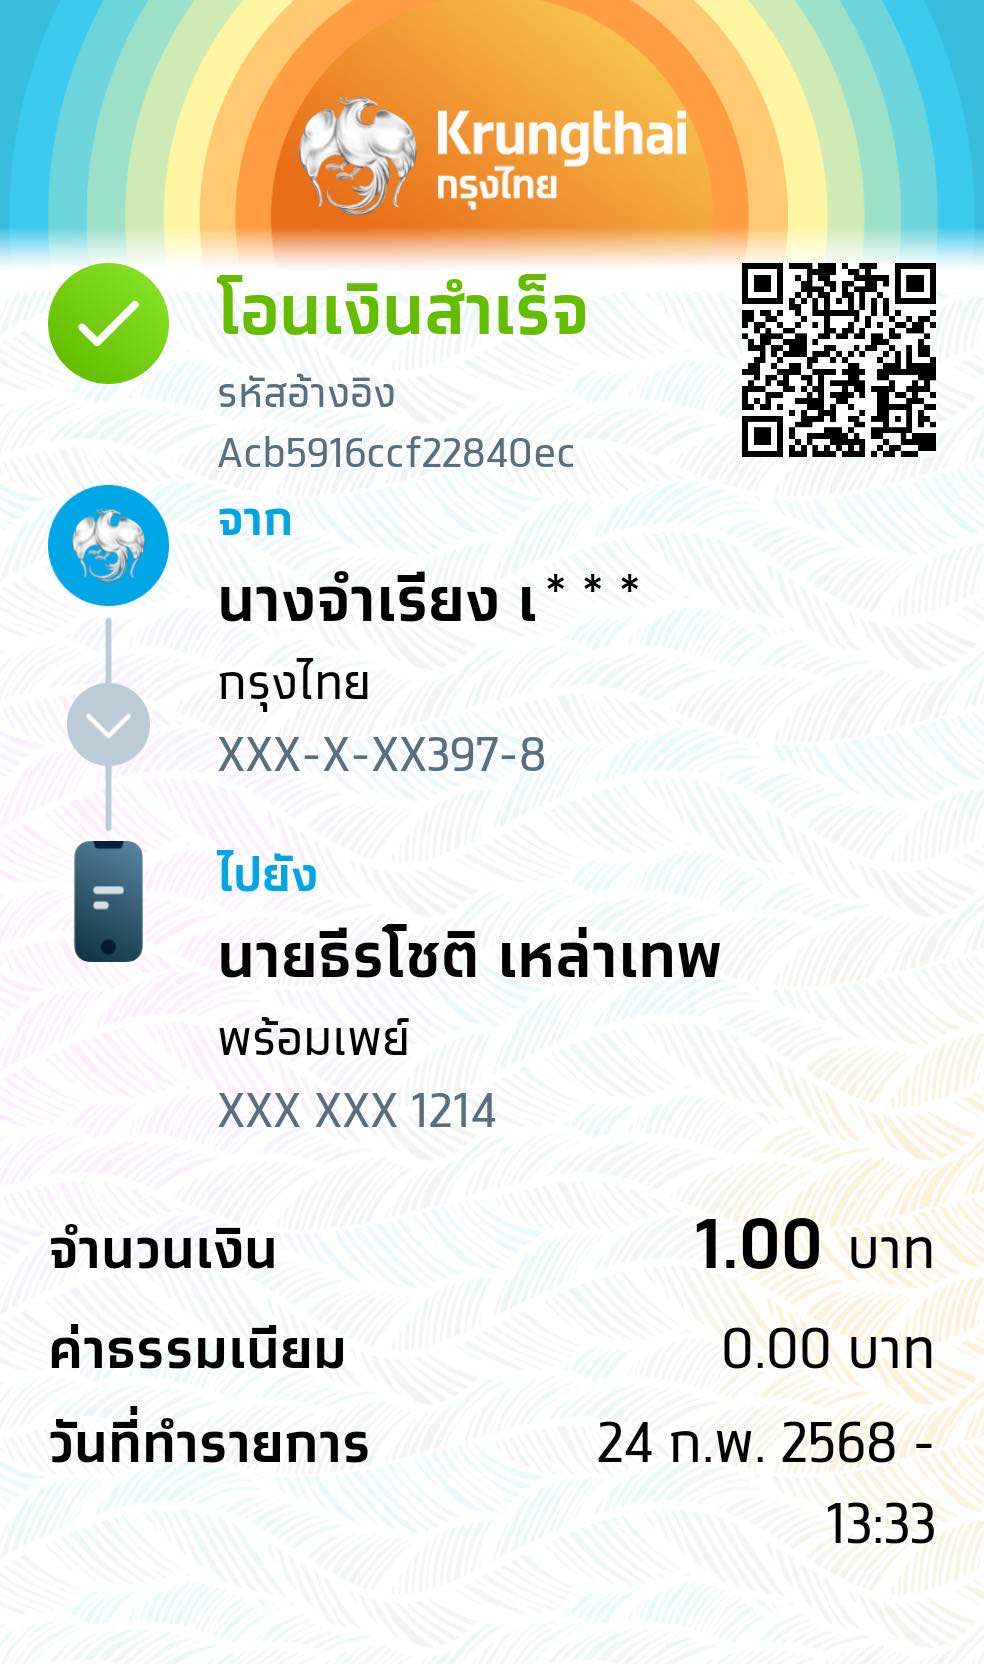 Krungthai
กรุงไทย
โอนเงินสำเร็จ
รหัสอ้างอิง
Acb5916ccf22840ec
จาก
นางจำเรียง เ***
กรุงไทย
XXX-X-XX397-8
ไปยัง
นายธีรโชติ เหล่าเทพ
พร้อมเพย์
XXX XXX 1214
จำนวนเงิน 1.00 บาท
ค่าธรรมเนียม 0.00 บาท
วันที่ทำรายการ 24 ก.พ. 2568 -
13:33